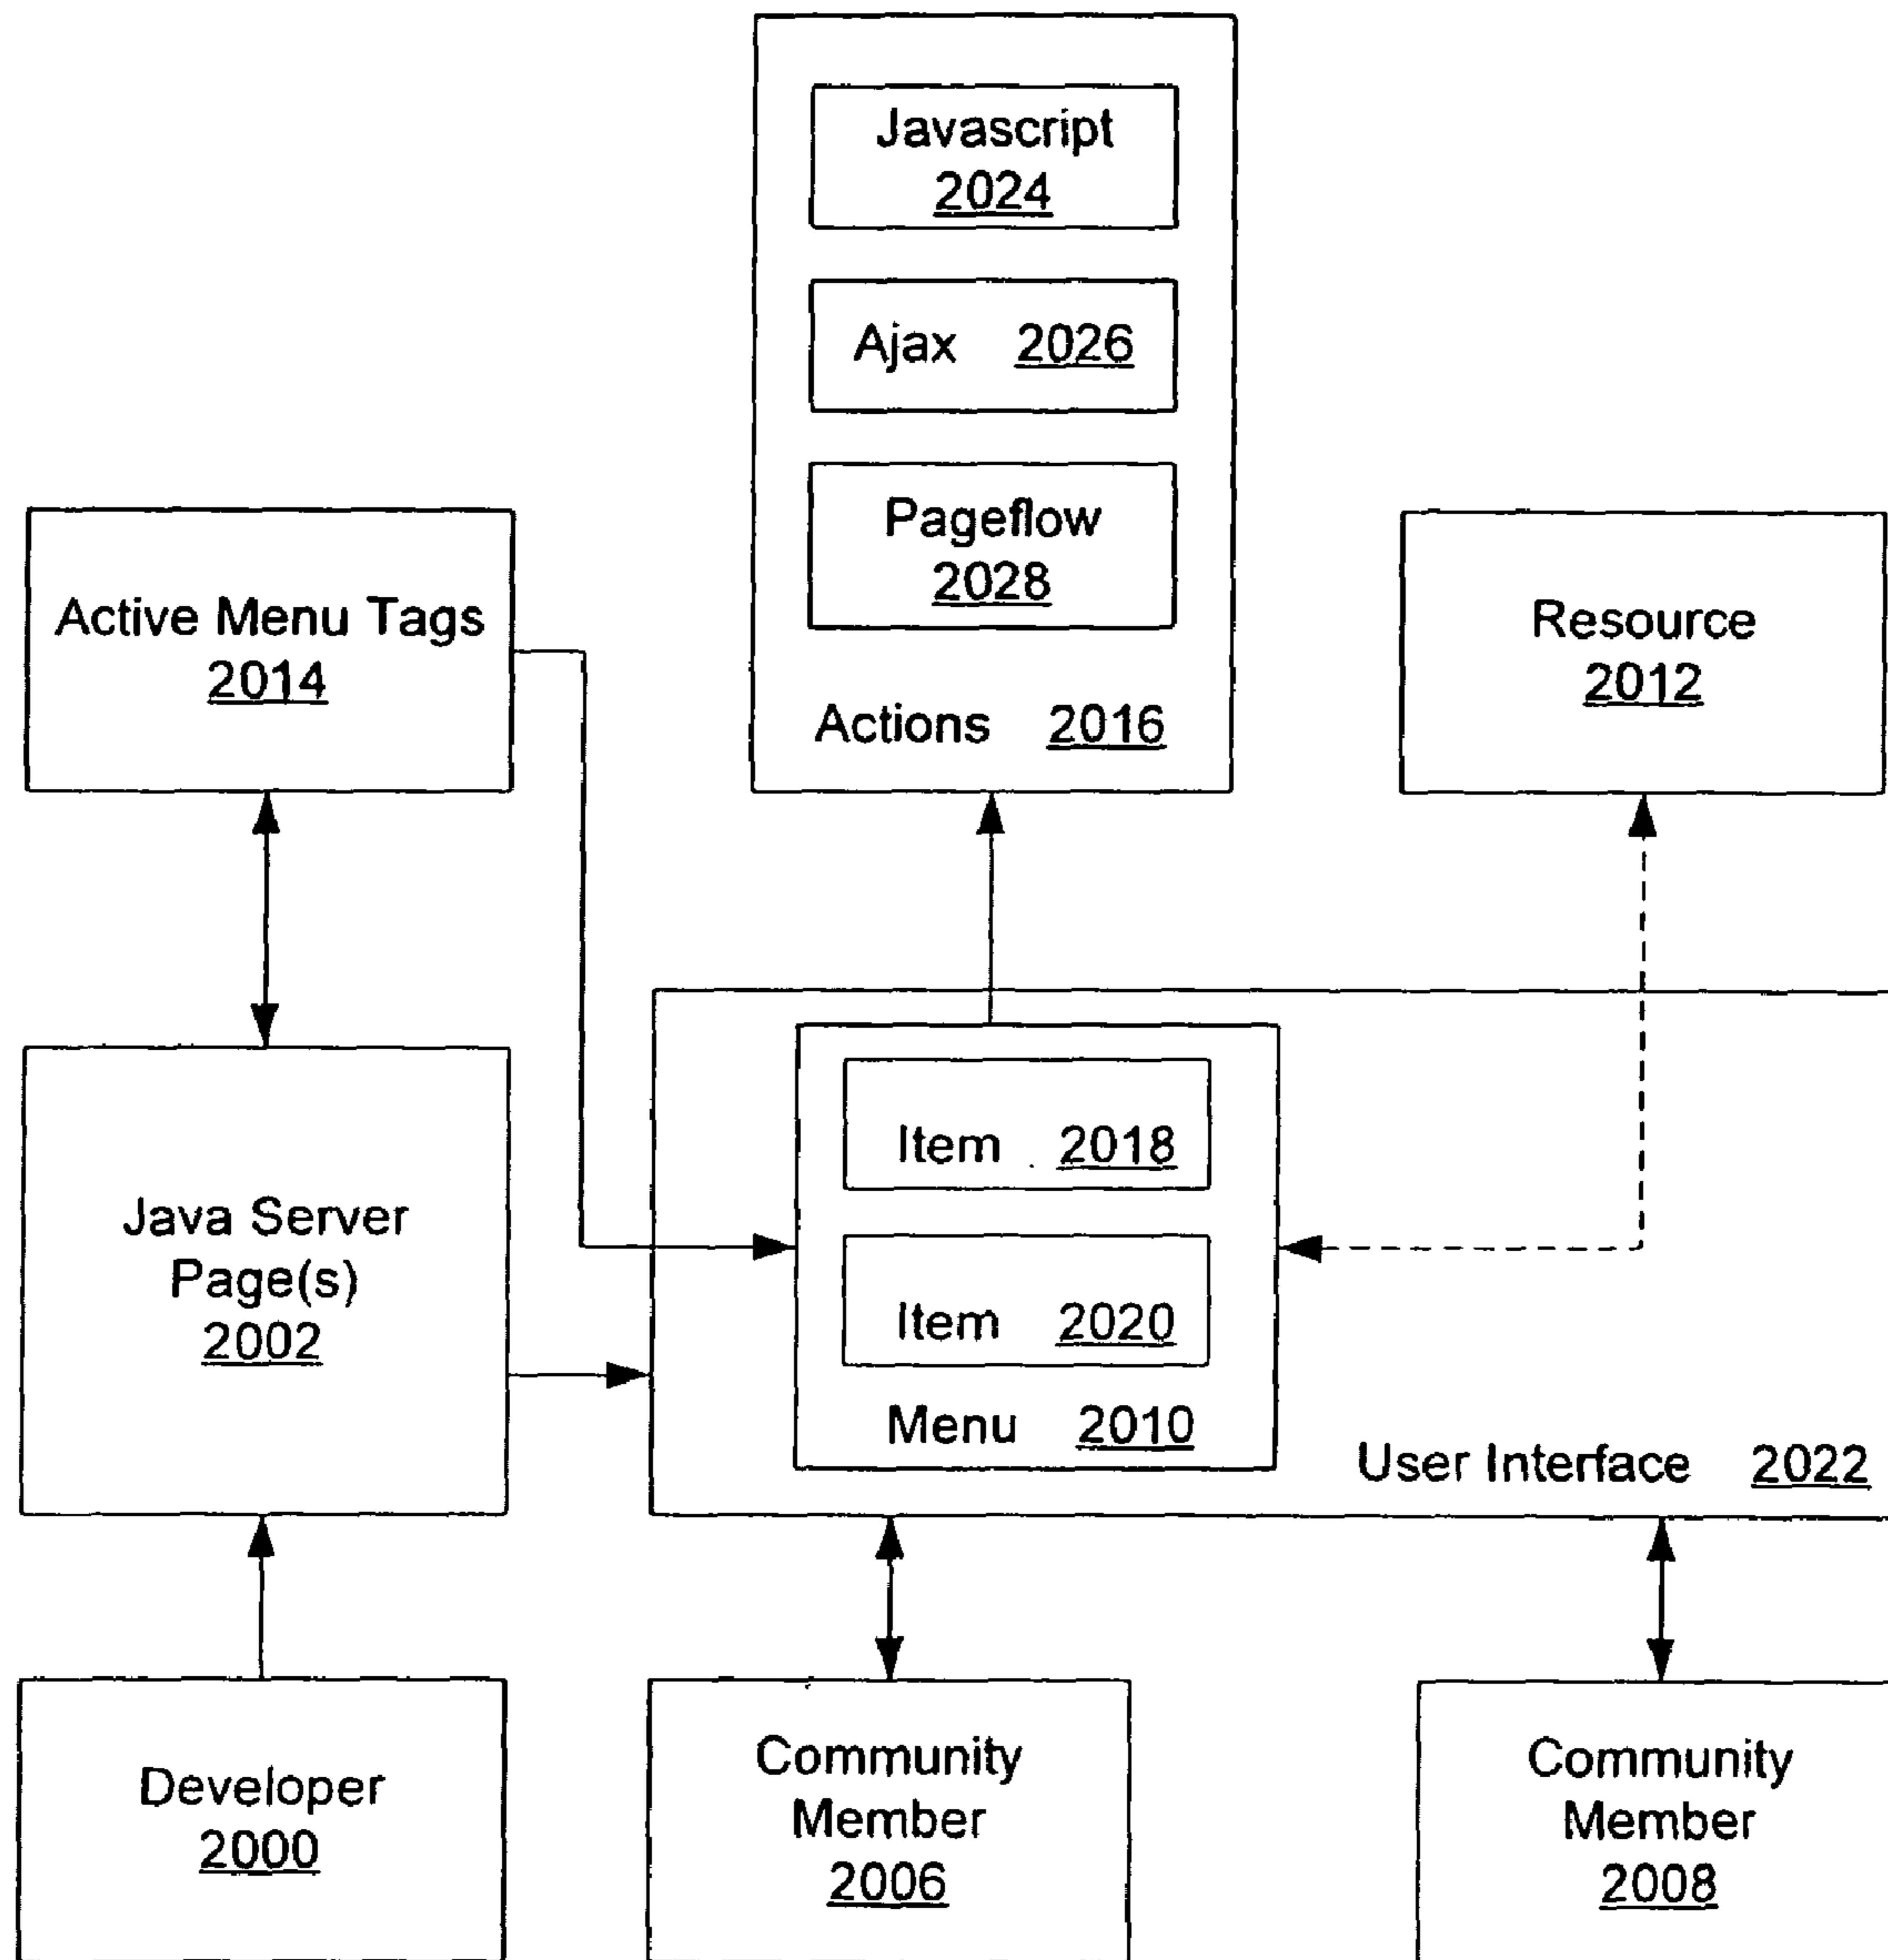 Javascript
2024
Ajax 2026
Pageflow
2028
Actions 2016
Active Menu Tags
2014
Resource
2012
Java Server
Page(s)
2002
Item 2018
Item 2020
Menu 2010
User Interface 2022
Developer
2000
Community
Member
2006
Community
Member
2008